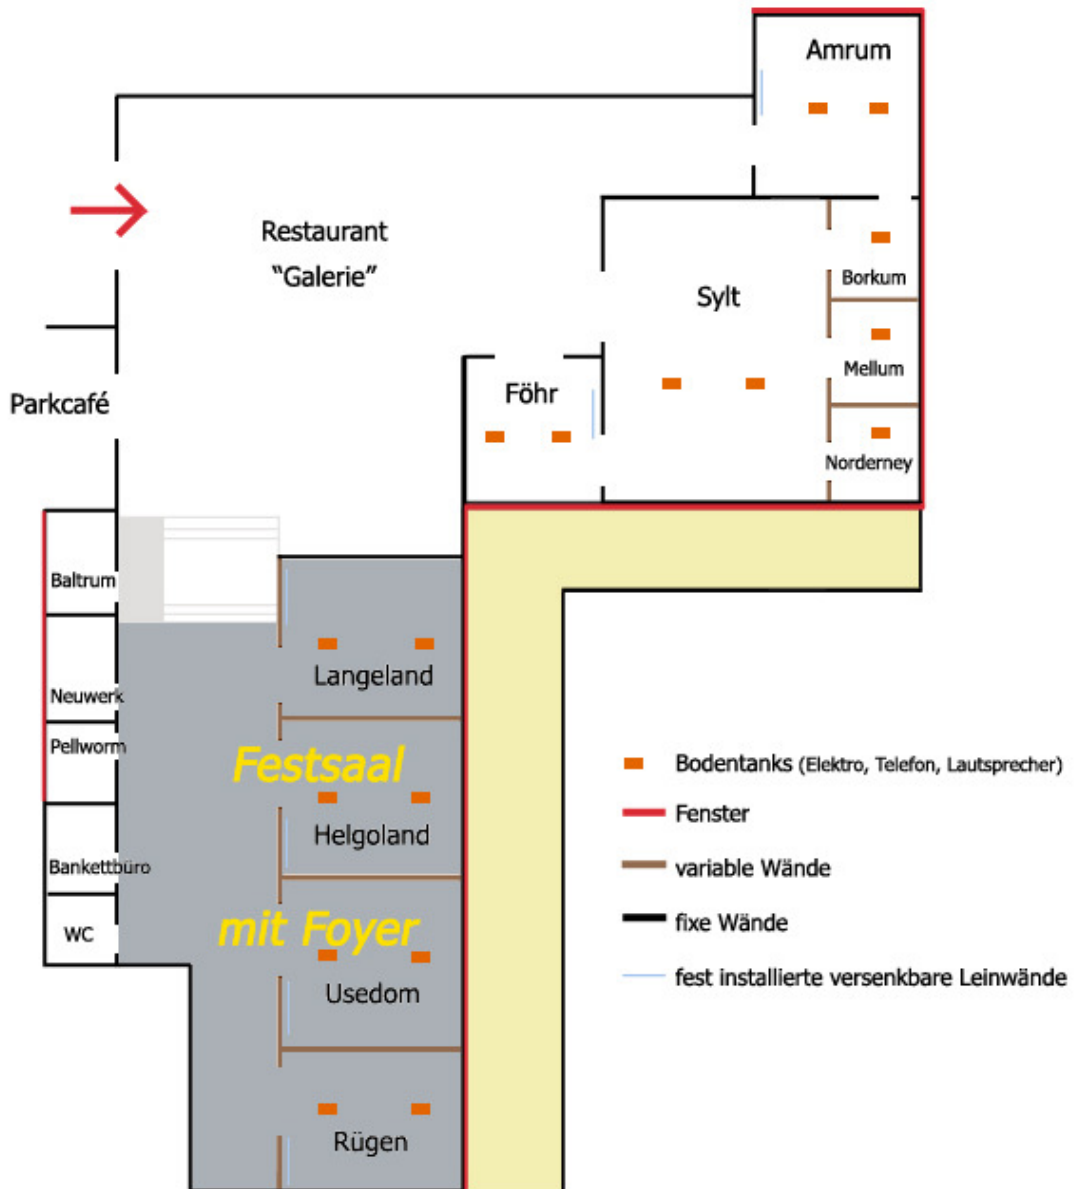 Amrum
Restaurant
"Galerie"
Borkum
Sylt
Mellum
Föhr
Parkcafé
Norderney
Baltrum
Langeland
Neuwerk
Pellworm
Festsaal
Helgoland
Bankettbüro
mit Foyer
WC
Usedom
Rügen
Bodentanks (Elektro, Telefon, Lautsprecher)
Fenster
variable Wände
fixe Wände
fest installierte versenkbare Leinwände